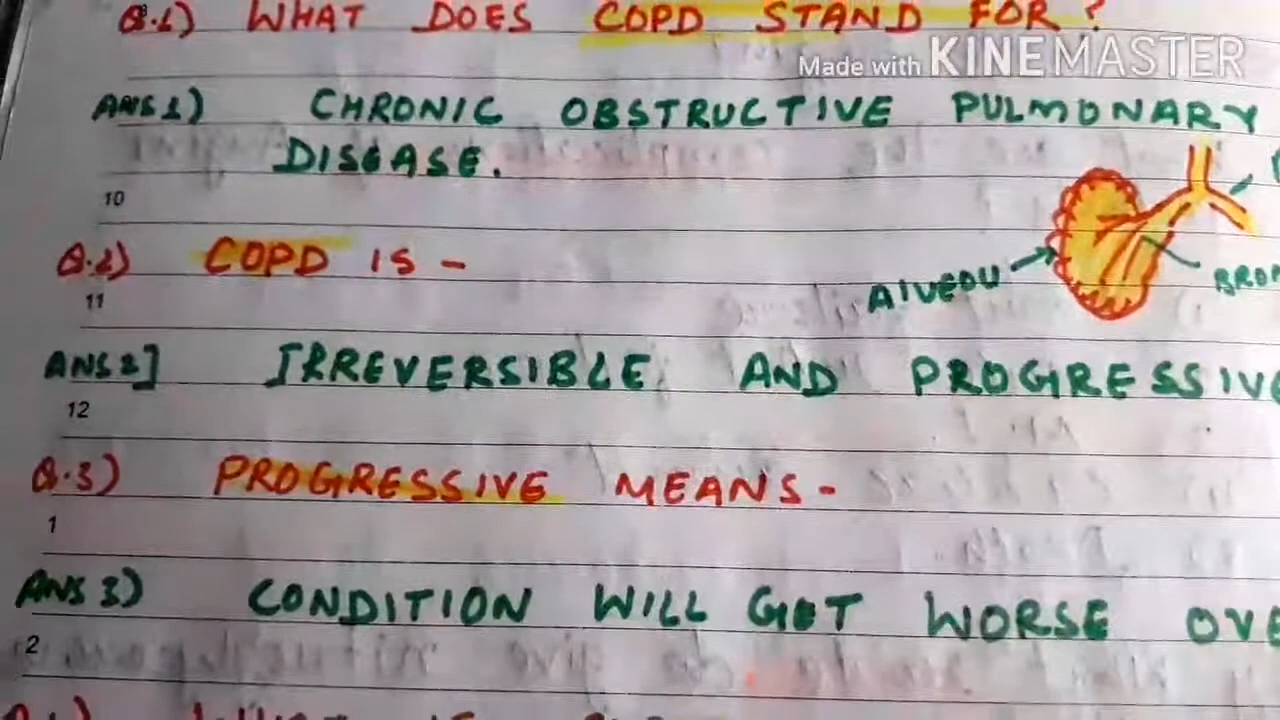 Q.1) WHAT DOES COPD STAND FOR?
Made with KINEMASTER
ANS 1) CHRONIC OBSTRUCTIVE PULMONARY
DISEASE.
10
Q.2) COPD IS -
11
ALVEOLI
BRON
ANS 2] IRREVERSIBLE AND PROGRESSIVE
12
Q.3) PROGRESSIVE MEANS -
1
ANS 3) CONDITION WILL GET WORSE OVE
2